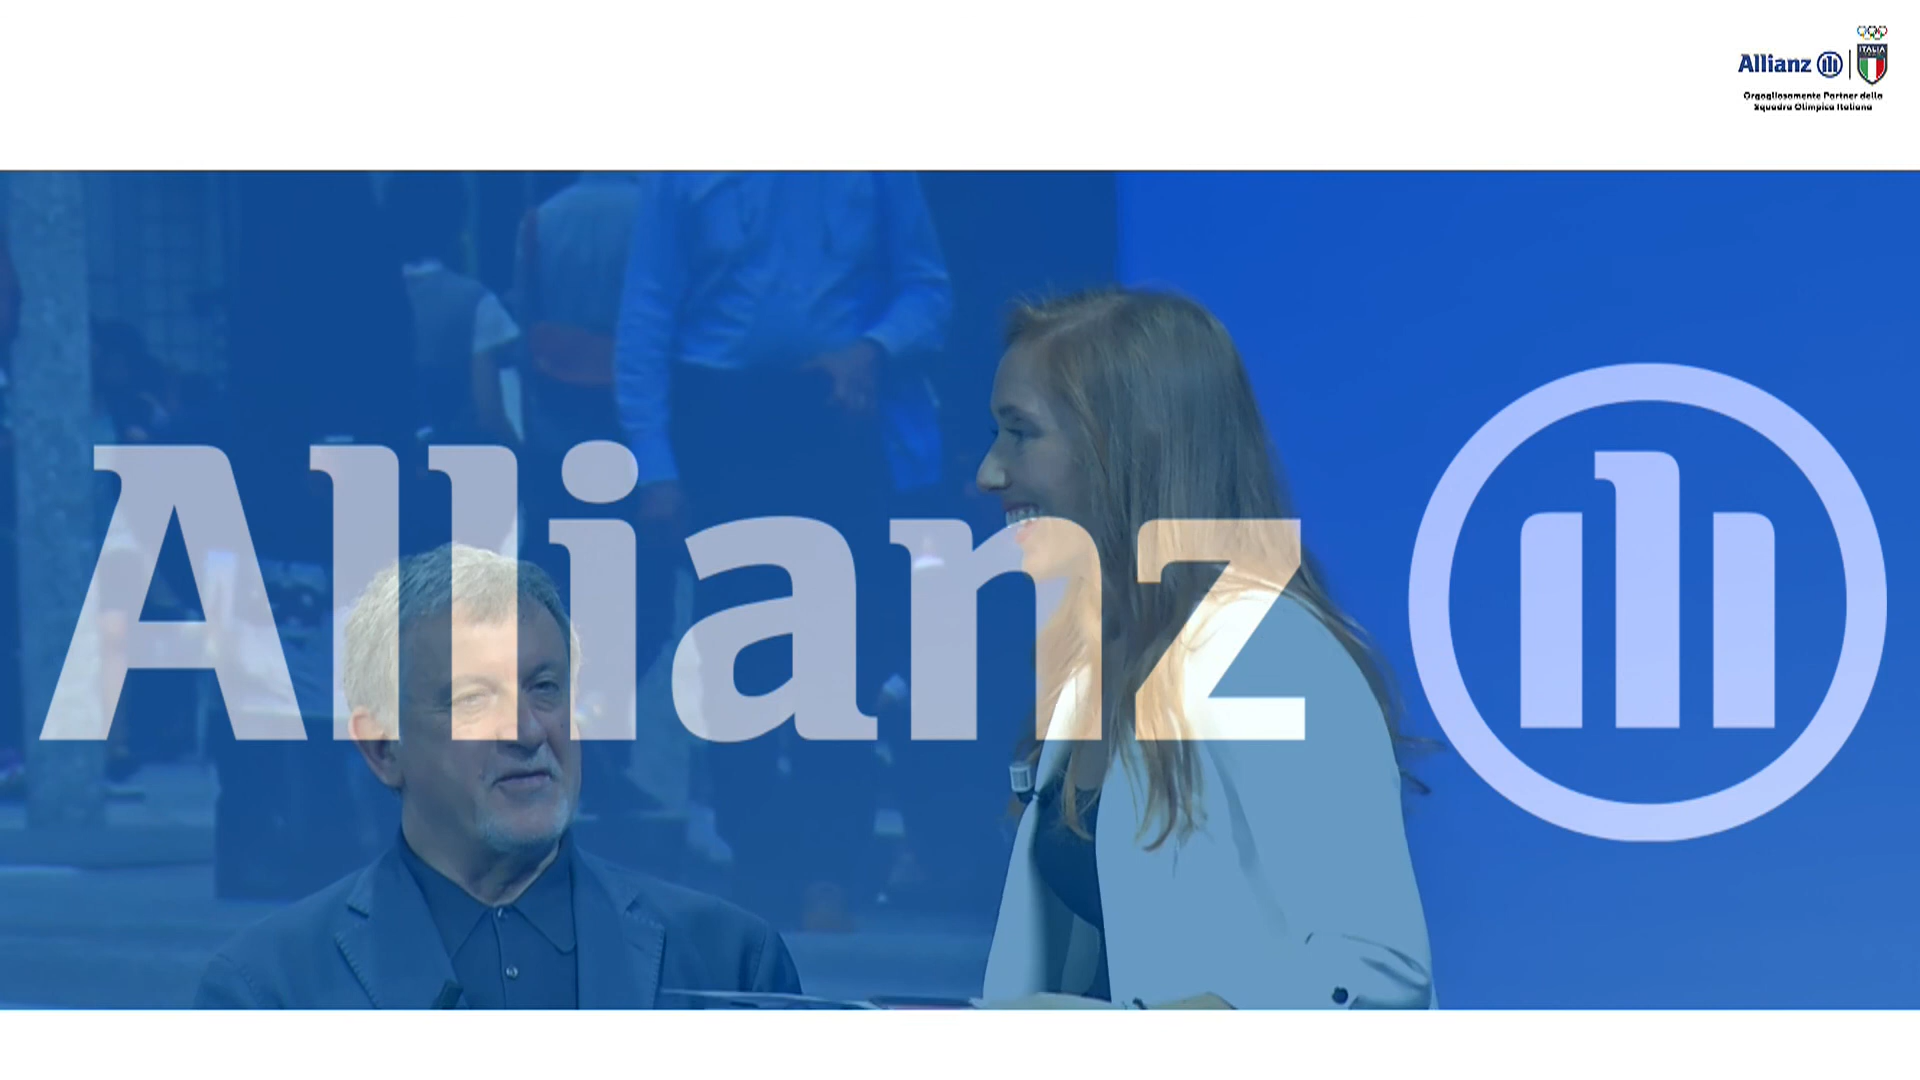 Allianz
ITALIA
Orgogliosamente Partner della
Squadra Olimpica Italiana
Allianz